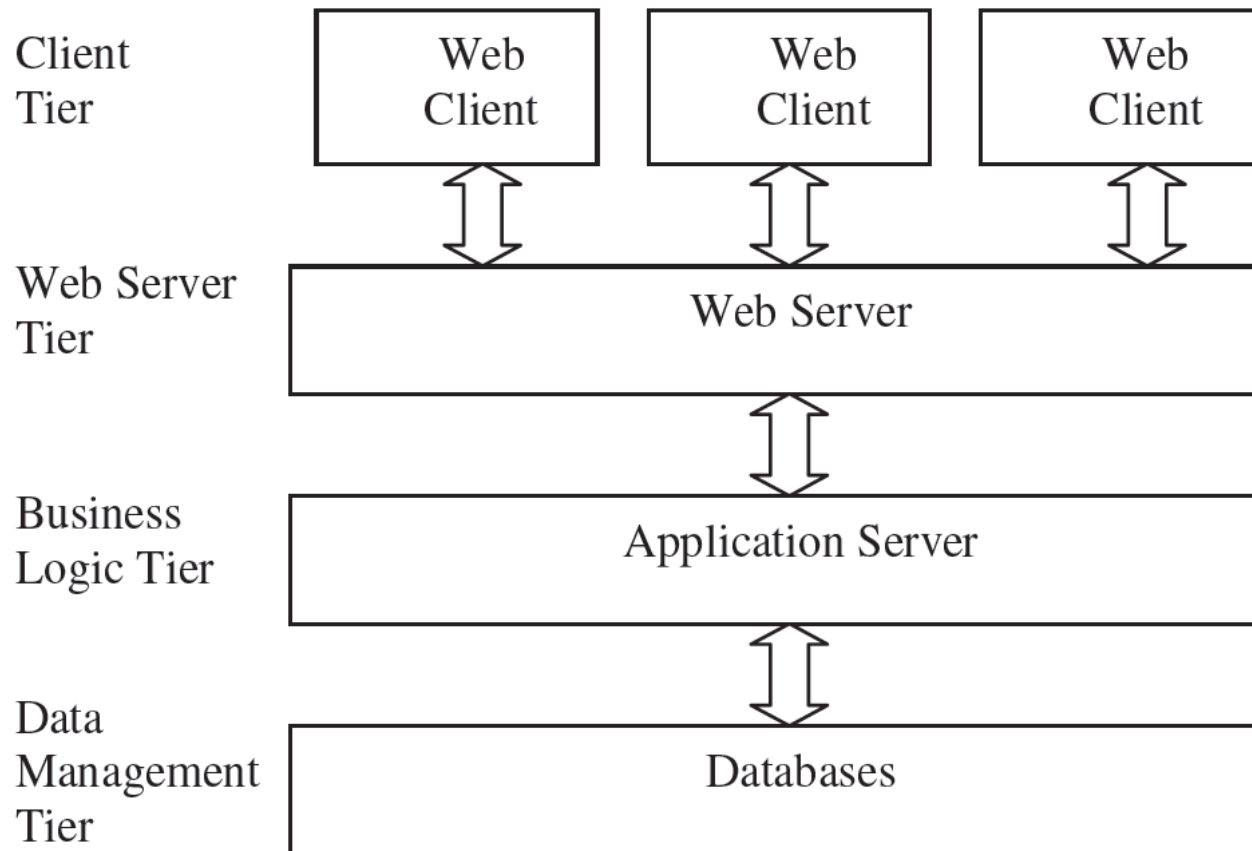 Client
Tier
Web
Client
Web
Client
Web
Client
Web Server
Tier
Web Server
Business
Logic Tier
Application Server
Data
Management
Tier
Databases